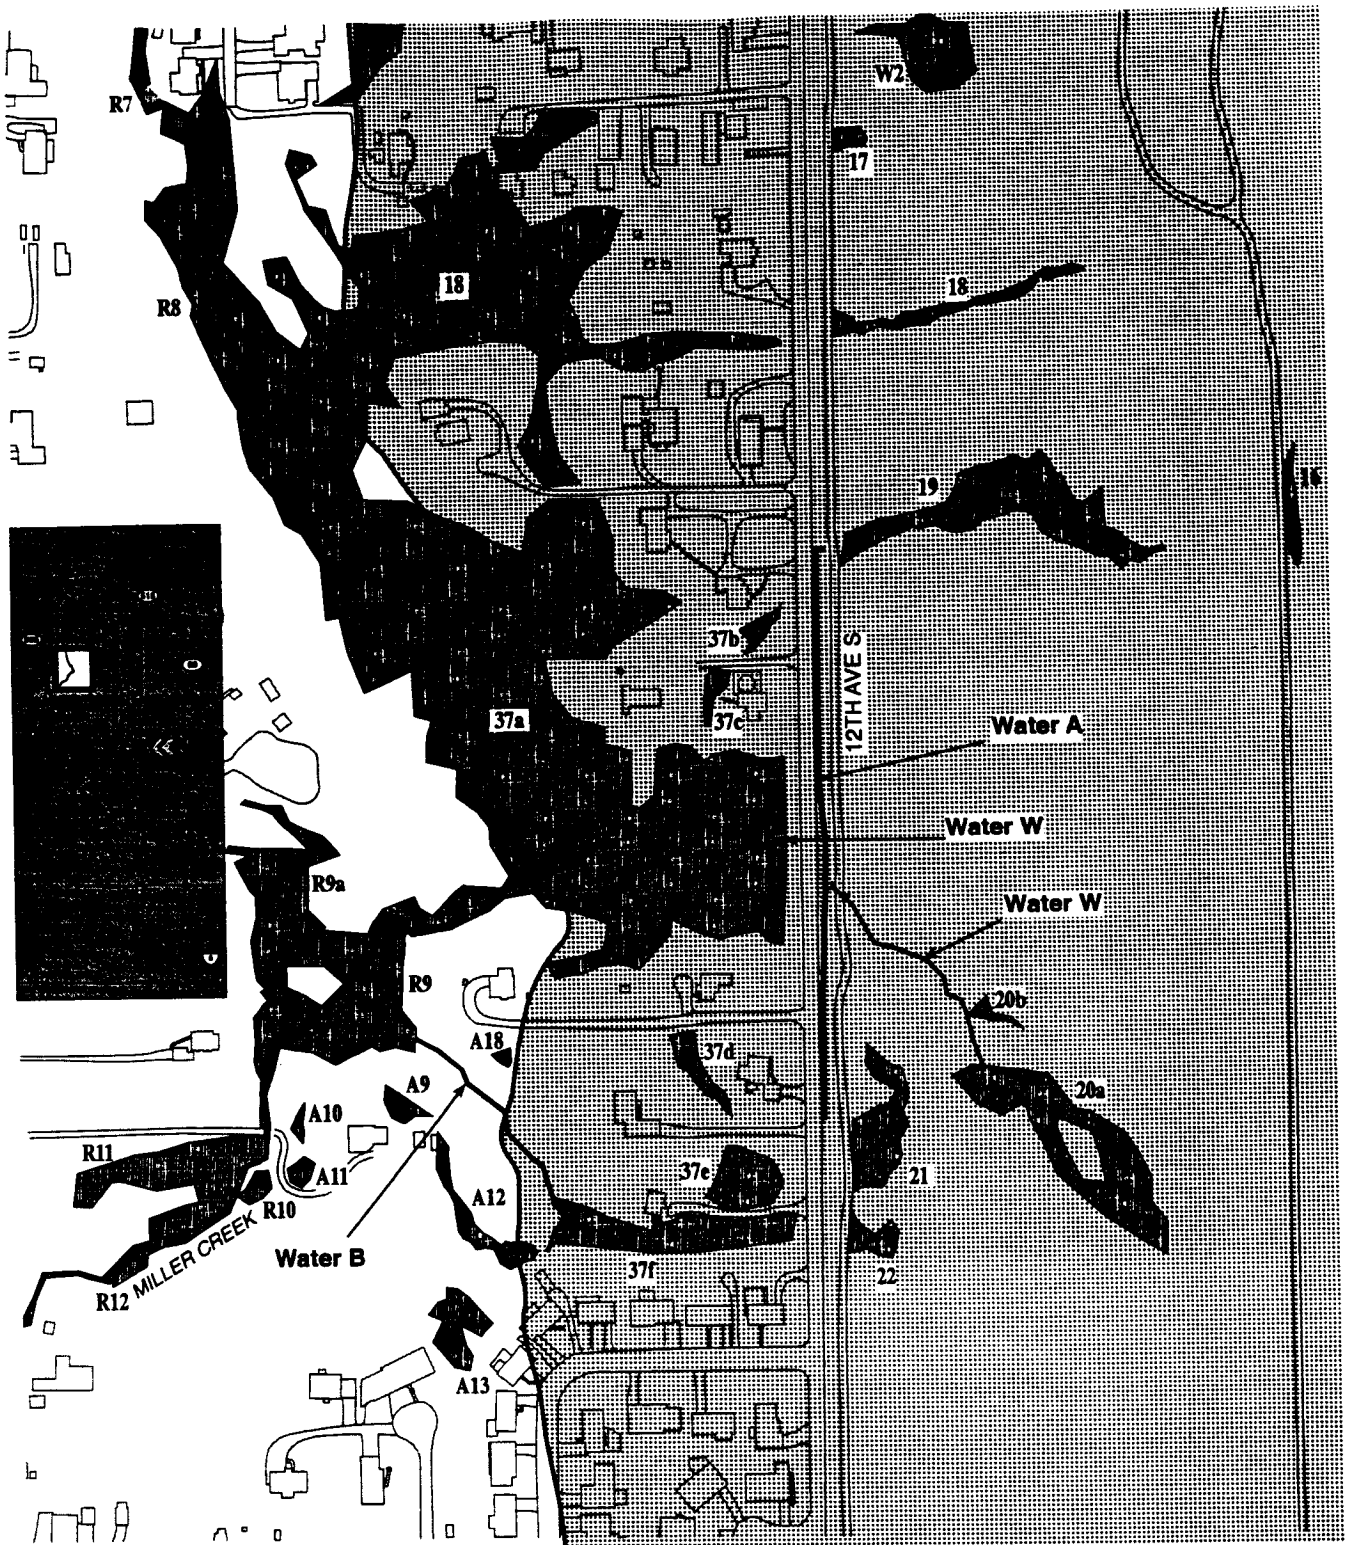 W2
R7
17
18
18
R8
19
16
37b
12TH AVE S.
37a
37c
Water A
Water W
R9a
Water W
R9
20b
A18
37d
A9
20a
A10
R11
37e
A11
21
A12
R10
MILLER CREEK
Water B
37f
22
R12
A13